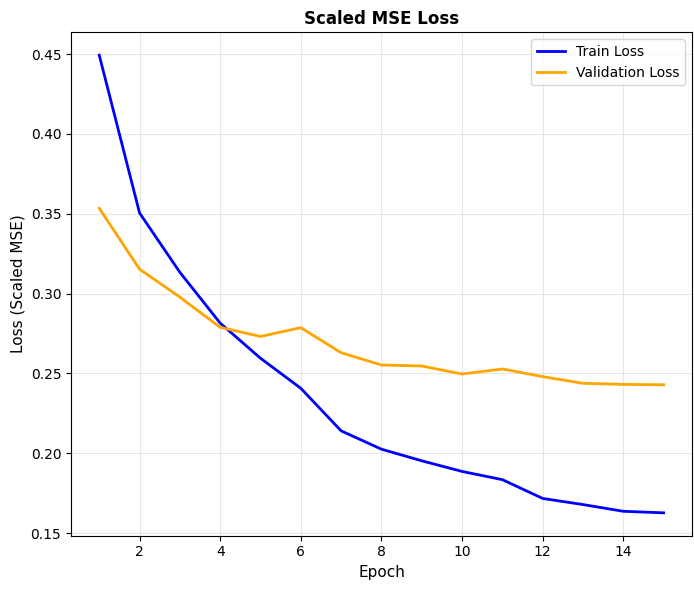 Scaled MSE Loss
Train Loss
Validation Loss
Loss (Scaled MSE)
0.45
0.40
0.35
0.30
0.25
0.20
0.15
2 4 6 8 10 12 14
Epoch